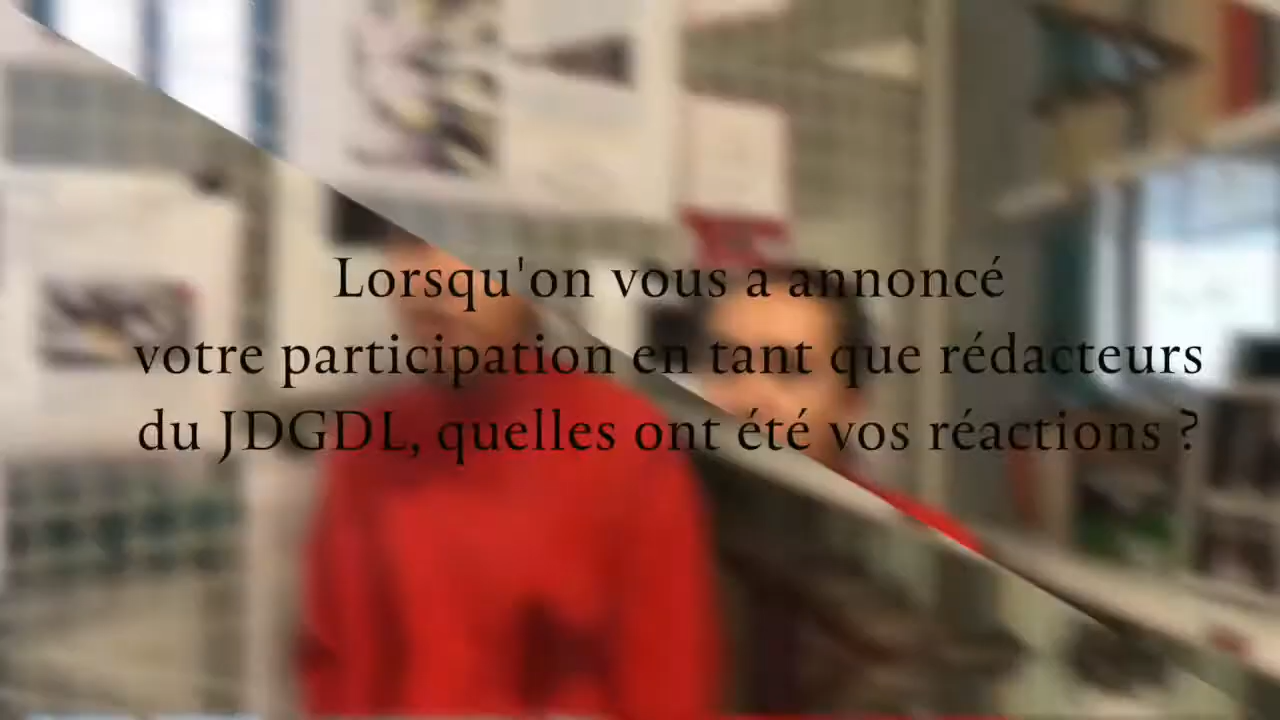 Lorsqu'on vous a annoncé
votre participation en tant que rédacteurs
du JDGDL, quelles ont été vos réactions ?